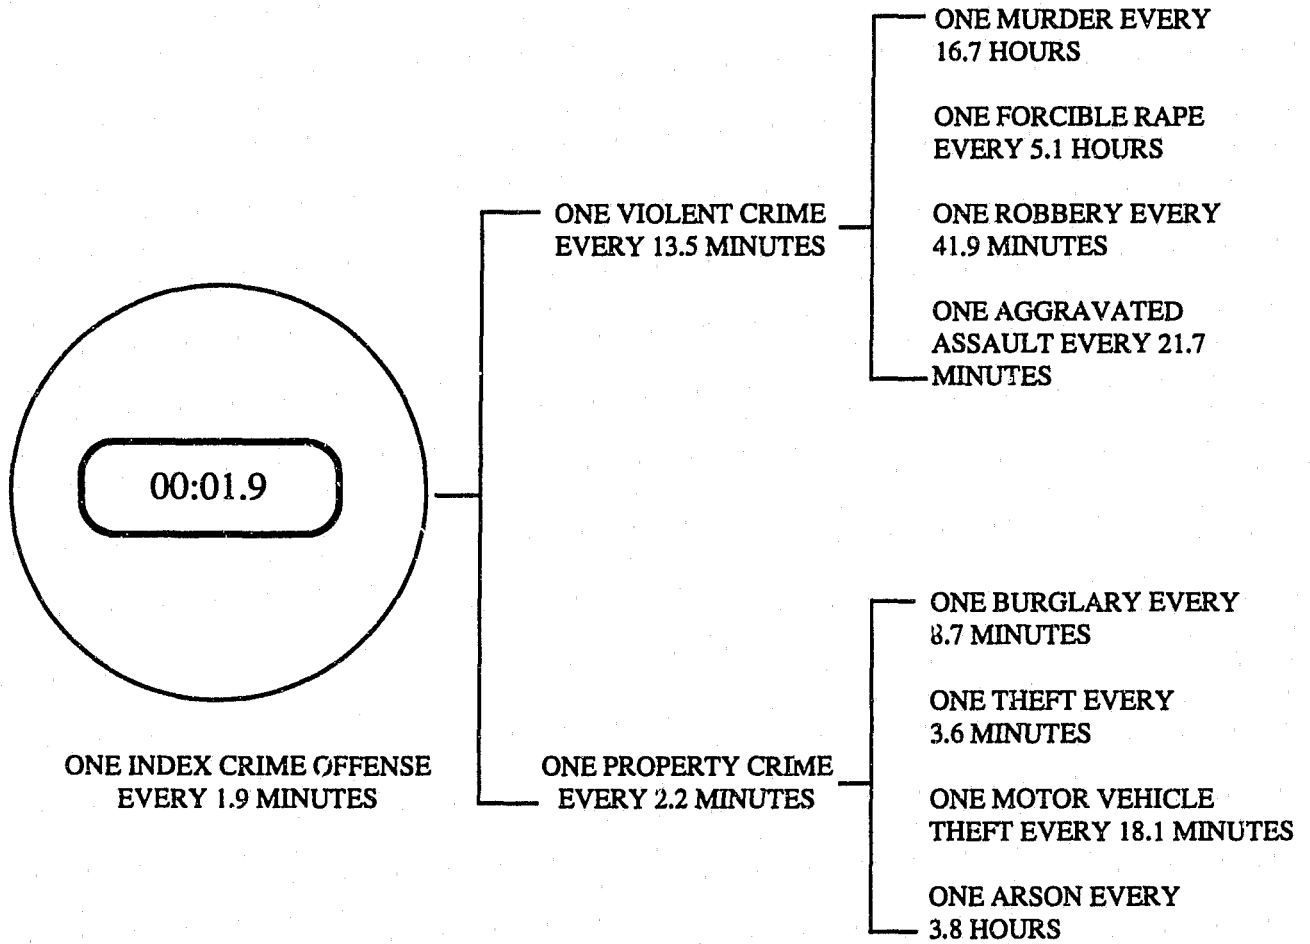 00:01.9
ONE INDEX CRIME OFFENSE
EVERY 1.9 MINUTES
ONE VIOLENT CRIME
EVERY 13.5 MINUTES
ONE MURDER EVERY
16.7 HOURS
ONE FORCIBLE RAPE
EVERY 5.1 HOURS
ONE ROBBERY EVERY
41.9 MINUTES
ONE AGGRAVATED
ASSAULT EVERY 21.7
MINUTES
ONE PROPERTY CRIME
EVERY 2.2 MINUTES
ONE BURGLARY EVERY
8.7 MINUTES
ONE THEFT EVERY
3.6 MINUTES
ONE MOTOR VEHICLE
THEFT EVERY 18.1 MINUTES
ONE ARSON EVERY
3.8 HOURS